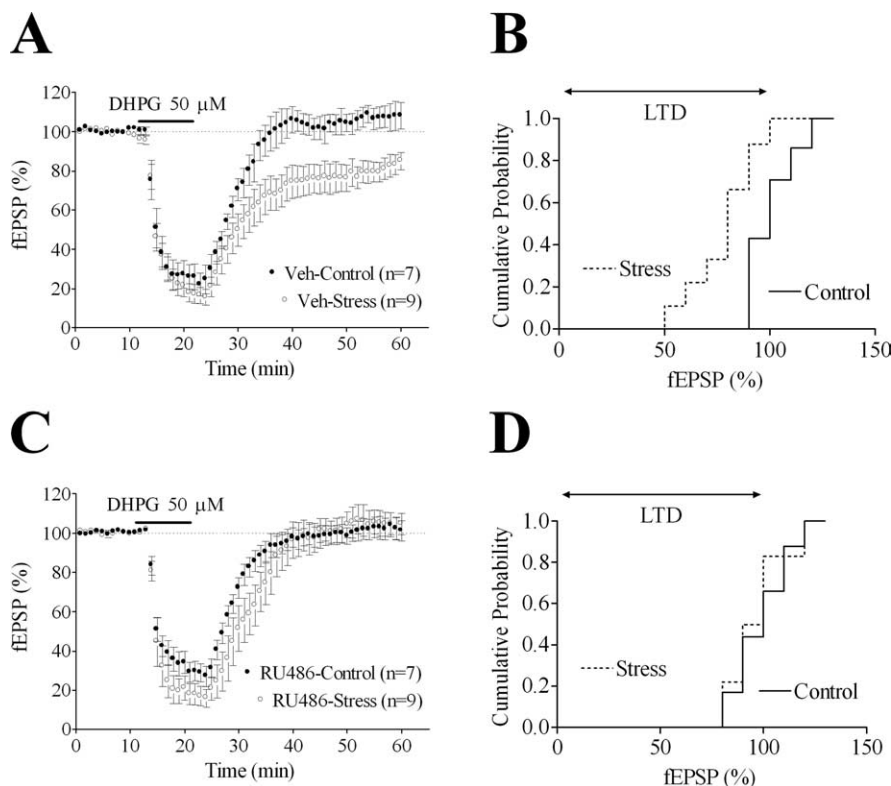 A
120
DHPG 50 μM
100
80
60
40
20
0
fEPSP (%)
Veh-Control (n=7)
Veh-Stress (n=9)
0 10 20 30 40 50 60
Time (min)
B
LTD
1.0
0.8
0.6
0.4
0.2
0.0
Cumulative Probability
Stress
Control
0 50 100 150
fEPSP (%)
C
120
DHPG 50 μM
100
80
60
40
20
0
fEPSP (%)
RU486-Control (n=7)
RU486-Stress (n=9)
0 10 20 30 40 50 60
Time (min)
D
LTD
1.0
0.8
0.6
0.4
0.2
0.0
Cumulative Probability
Stress
Control
0 50 100 150
fEPSP (%)